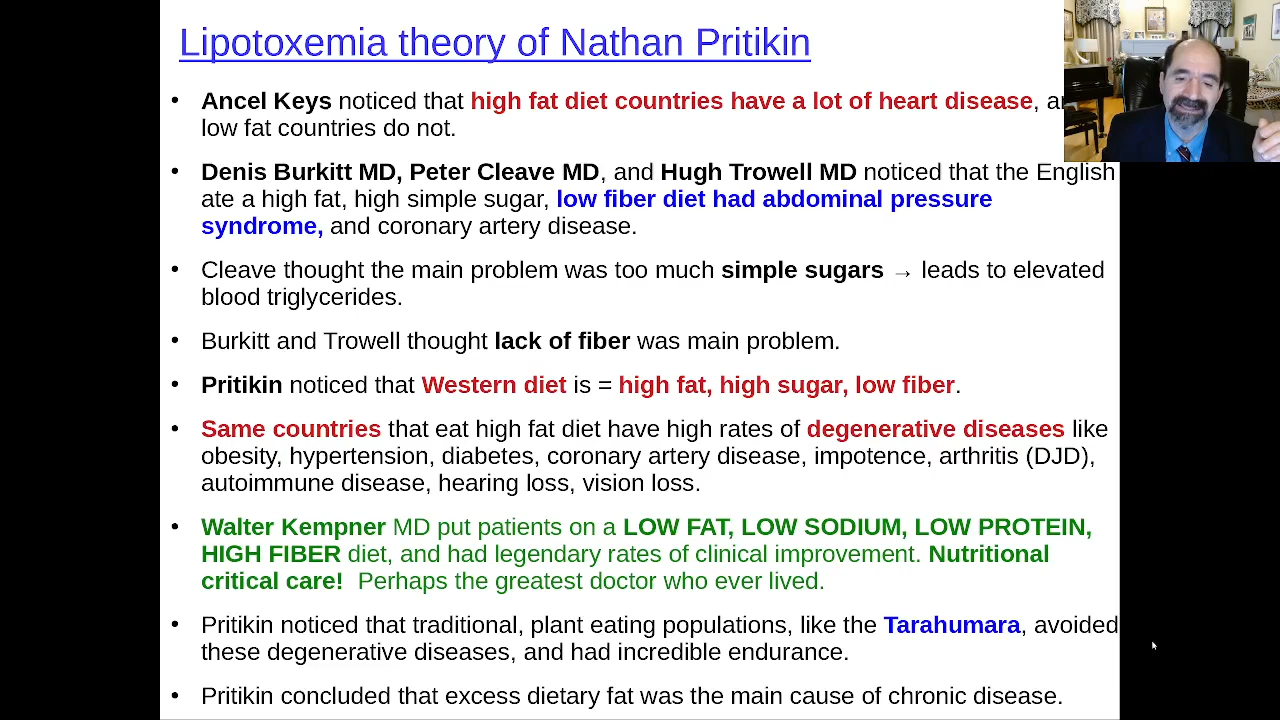 Lipotoxemia theory of Nathan Pritikin
• Ancel Keys noticed that high fat diet countries have a lot of heart disease,
low fat countries do not.
• Denis Burkitt MD, Peter Cleave MD, and Hugh Trowell MD noticed that the English
ate a high fat, high simple sugar, low fiber diet had abdominal pressure
syndrome, and coronary artery disease.
• Cleave thought the main problem was too much simple sugars → leads to elevated
blood triglycerides.
• Burkitt and Trowell thought lack of fiber was main problem.
• Pritikin noticed that Western diet is = high fat, high sugar, low fiber.
• Same countries that eat high fat diet have high rates of degenerative diseases like
obesity, hypertension, diabetes, coronary artery disease, impotence, arthritis (DJD),
autoimmune disease, hearing loss, vision loss.
• Walter Kempner MD put patients on a LOW FAT, LOW SODIUM, LOW PROTEIN,
HIGH FIBER diet, and had legendary rates of clinical improvement. Nutritional
critical care! Perhaps the greatest doctor who ever lived.
• Pritikin noticed that traditional, plant eating populations, like the Tarahumara, avoided
these degenerative diseases, and had incredible endurance.
• Pritikin concluded that excess dietary fat was the main cause of chronic disease.